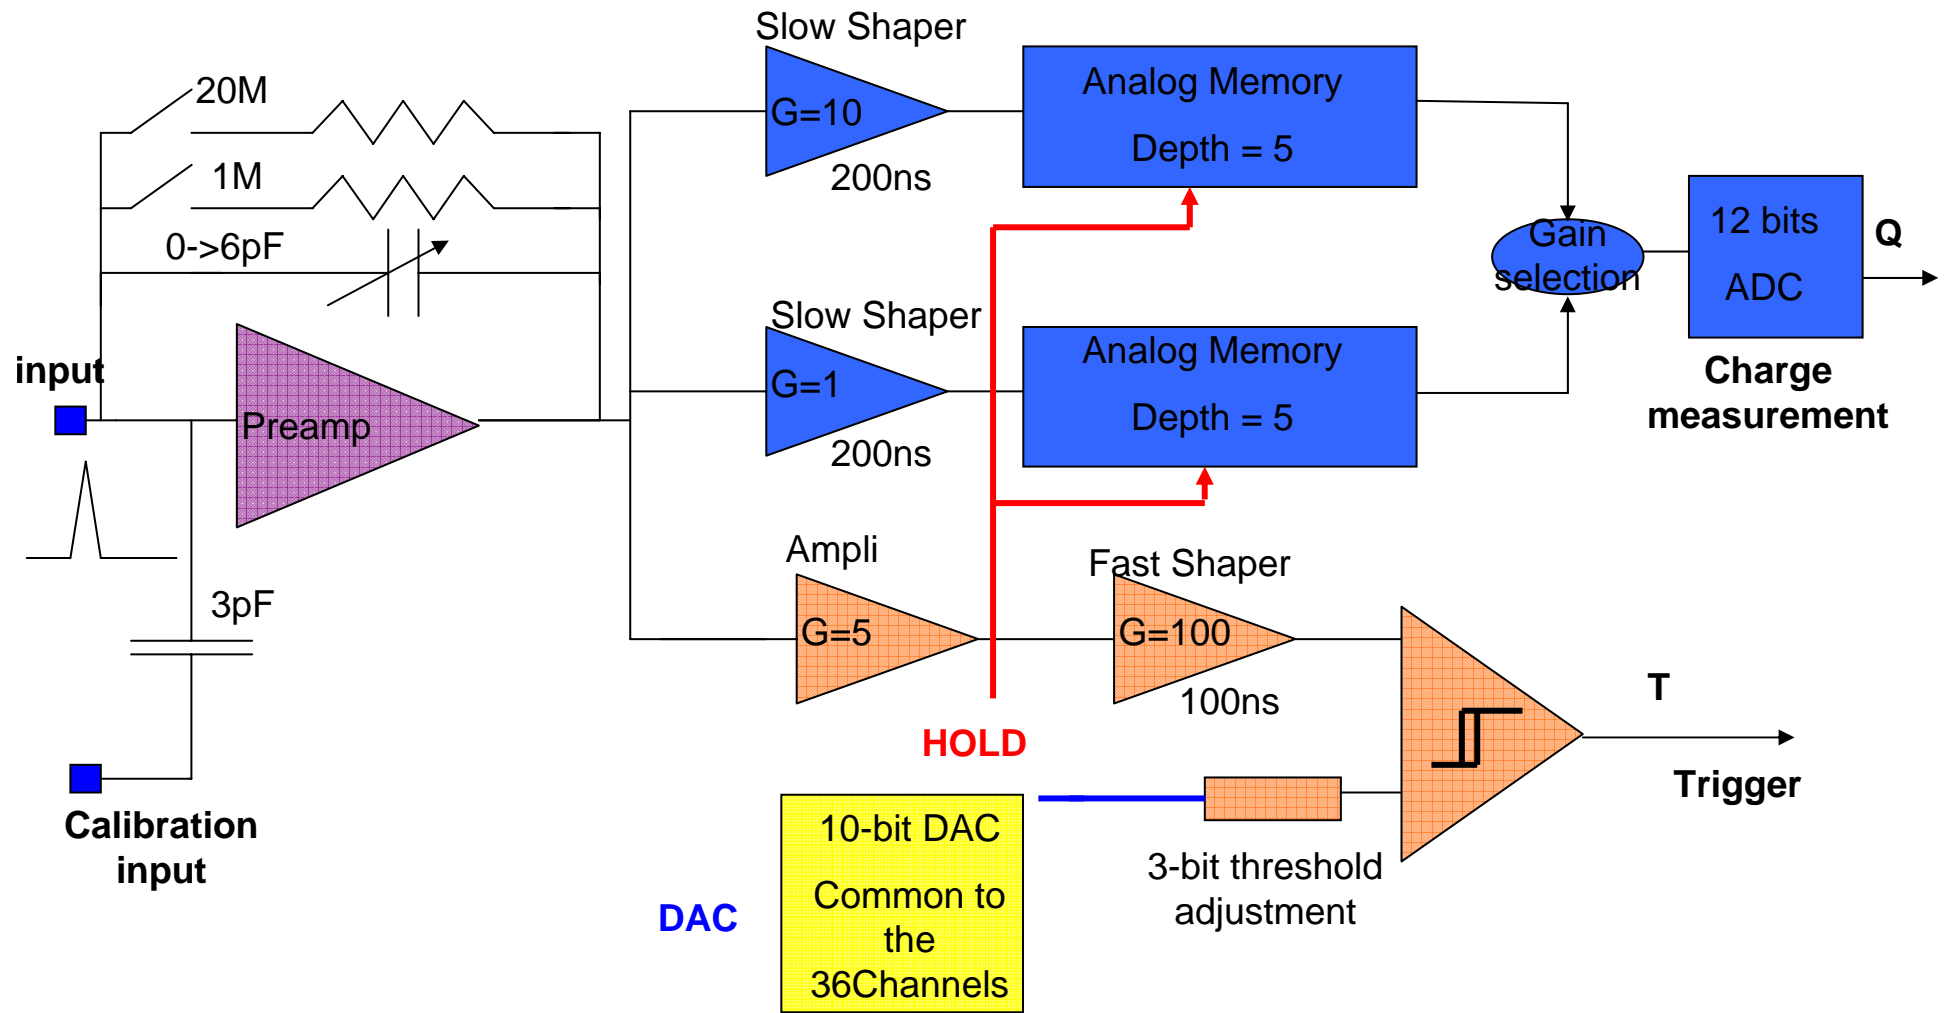 Slow Shaper
20M
G=10
200ns
Analog Memory
Depth = 5
1M
0->6pF
Gain
selection
12 bits
ADC
Q
Slow Shaper
G=1
200ns
Analog Memory
Depth = 5
Charge
measurement
input
Preamp
Ampli
G=5
Fast Shaper
G=100
100ns
3pF
HOLD
T
Trigger
Calibration
input
10-bit DAC
Common to
the
36Channels
DAC
3-bit threshold
adjustment